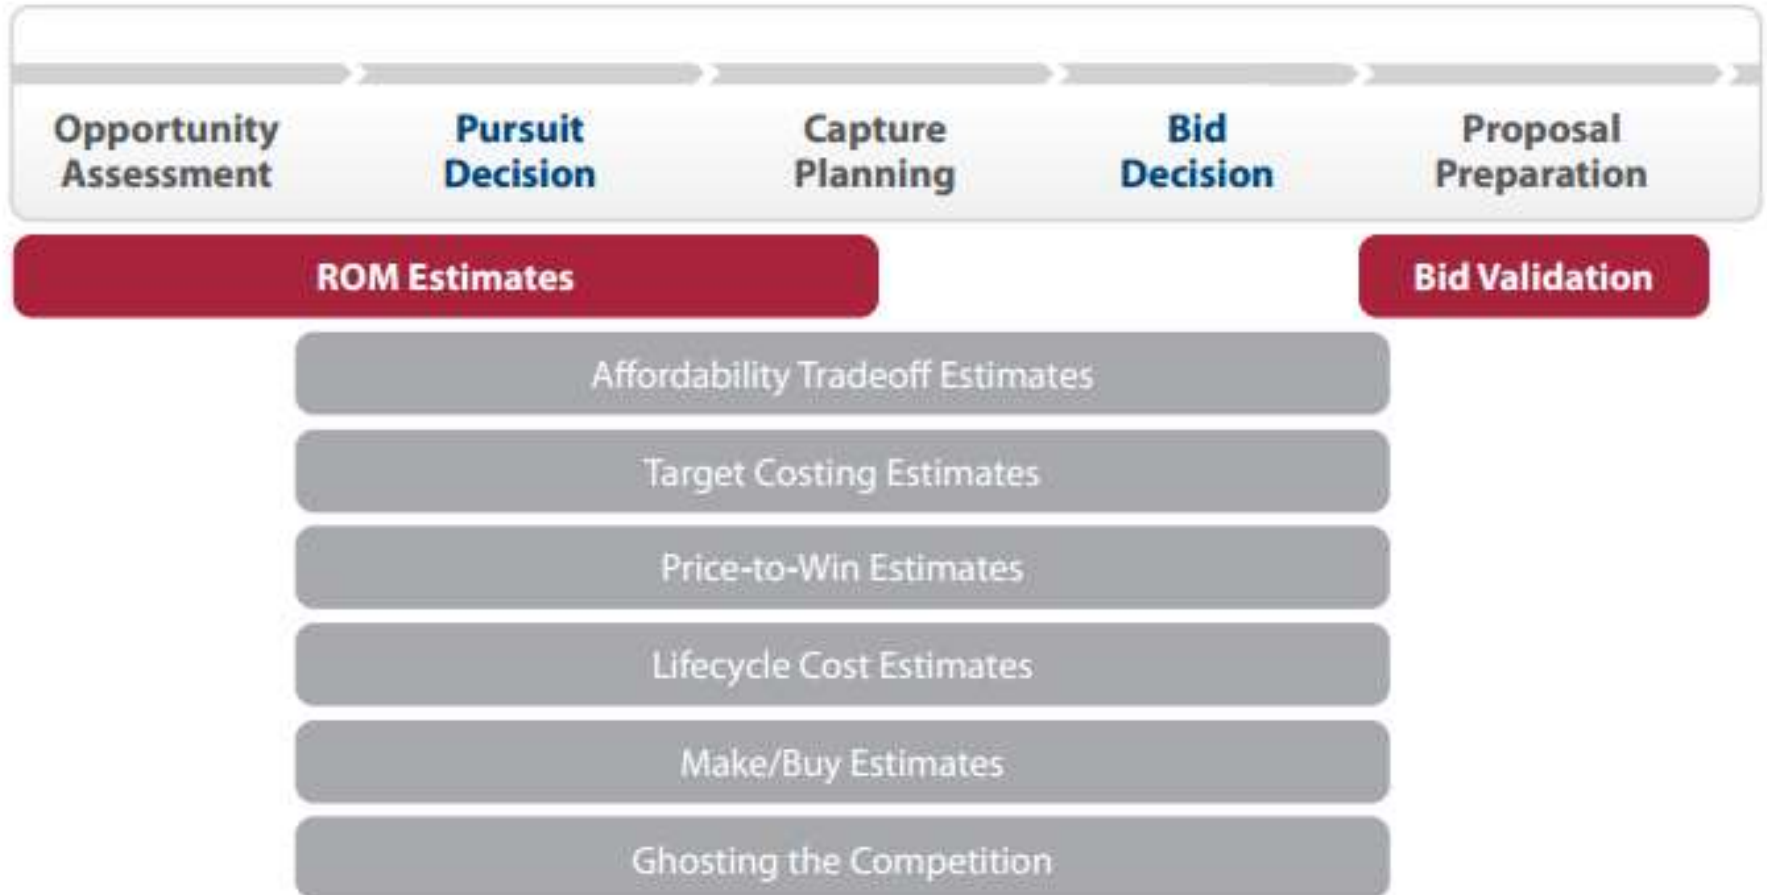 Opportunity
Assessment
Pursuit
Decision
Capture
Planning
Bid
Decision
Proposal
Preparation
ROM Estimates
Bid Validation
Affordability Tradeoff Estimates
Target Costing Estimates
Price-to-Win Estimates
Lifecycle Cost Estimates
Make/Buy Estimates
Ghosting the Competition